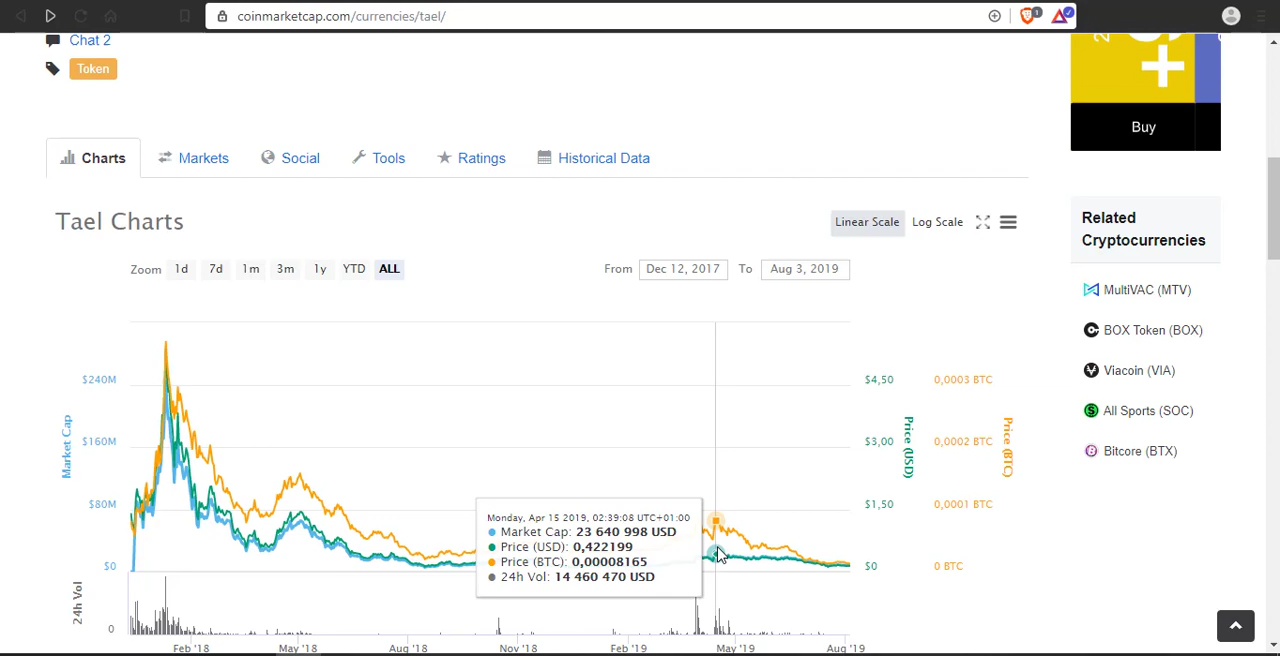 coinmarketcap.com/currencies/tael/
1
Chat 2
Token
Buy
Charts
Markets
Social
Tools
Ratings
Historical Data
Tael Charts
Linear Scale
Log Scale
Zoom 1d 7d 1m 3m 1y YTD ALL
From Dec 12, 2017 To Aug 3, 2019
$240M
$160M
$80M
$0
Market Cap
$4,50
$3,00
$1,50
$0
Price (USD)
0,0003 BTC
0,0002 BTC
0,0001 BTC
0 BTC
Price (BTC)
Monday, Apr 15 2019, 02:39:08 UTC+01:00
Market Cap: 23 640 998 USD
Price (USD): 0,422199
Price (BTC): 0,00008165
24h Vol: 14 460 470 USD
24h Vol
0
Feb '18 May '18 Aug '18 Nov '18 Feb '19 May '19 Aug '19
Related
Cryptocurrencies
MultiVAC (MTV)
BOX Token (BOX)
Viacoin (VIA)
All Sports (SOC)
Bitcore (BTX)